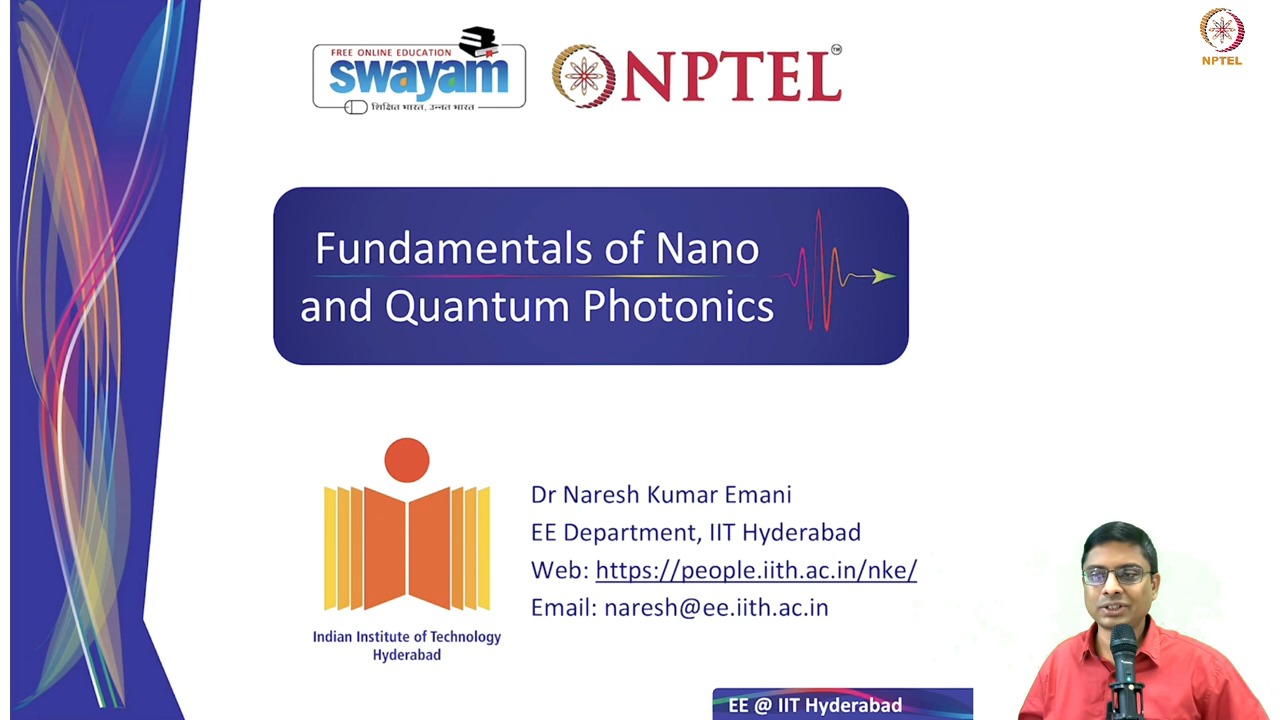 FREE ONLINE EDUCATION
swayam
शिक्षित भारत, उन्नत भारत
NPTEL™
NPTEL
Fundamentals of Nano
and Quantum Photonics
Dr Naresh Kumar Emani
EE Department, IIT Hyderabad
Web: https://people.iith.ac.in/nke/
Email: naresh@ee.iith.ac.in
Indian Institute of Technology
Hyderabad
EE @ IIT Hyderabad